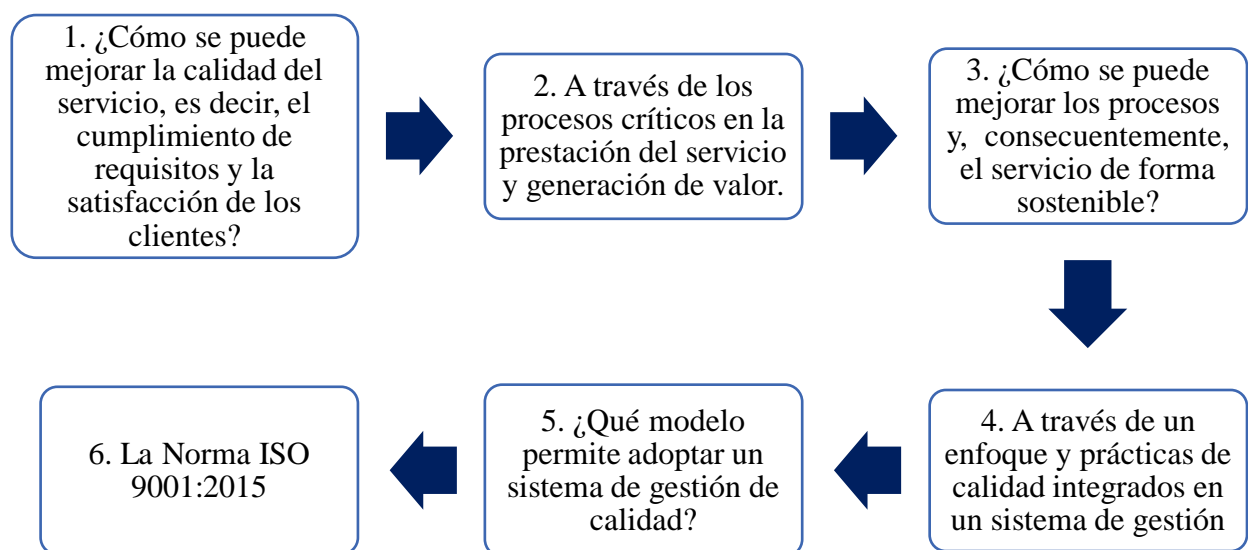 1. ¿Cómo se puede
mejorar la calidad del
servicio, es decir, el
cumplimiento de
requisitos y la
satisfacción de los
clientes?
2. A través de los
procesos críticos en la
prestación del servicio
y generación de valor.
3. ¿Cómo se puede
mejorar los procesos
y, consecuentemente,
el servicio de forma
sostenible?
4. A través de un
enfoque y prácticas de
calidad integrados en
un sistema de gestión
5. ¿Qué modelo
permite adoptar un
sistema de gestión de
calidad?
6. La Norma ISO
9001:2015